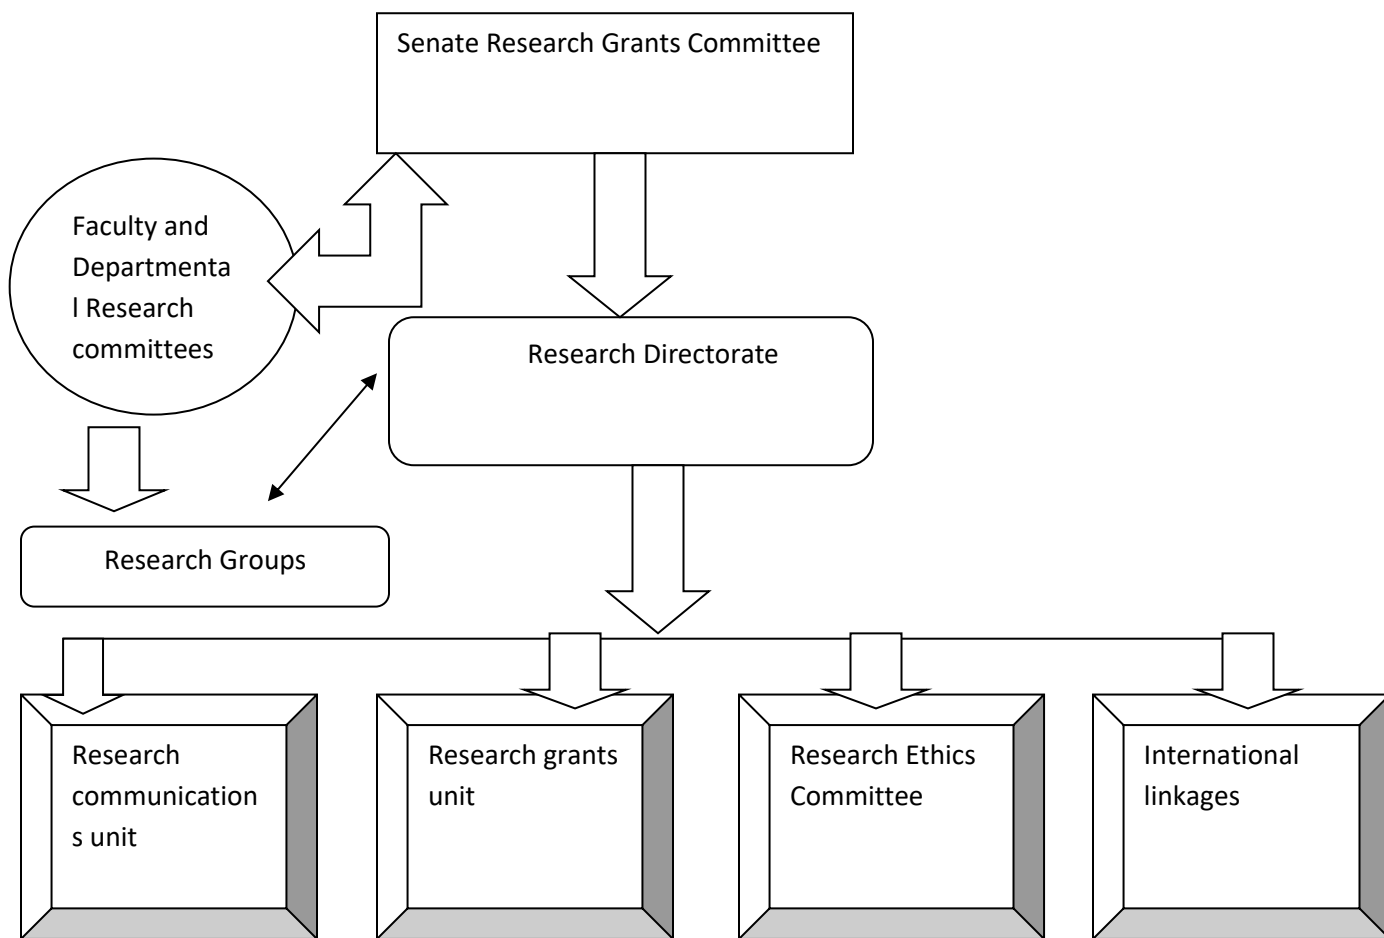 Senate Research Grants Committee
Faculty and
Departmenta
l Research
committees
Research Directorate
Research Groups
Research
communication
s unit
Research grants
unit
Research Ethics
Committee
International
linkages